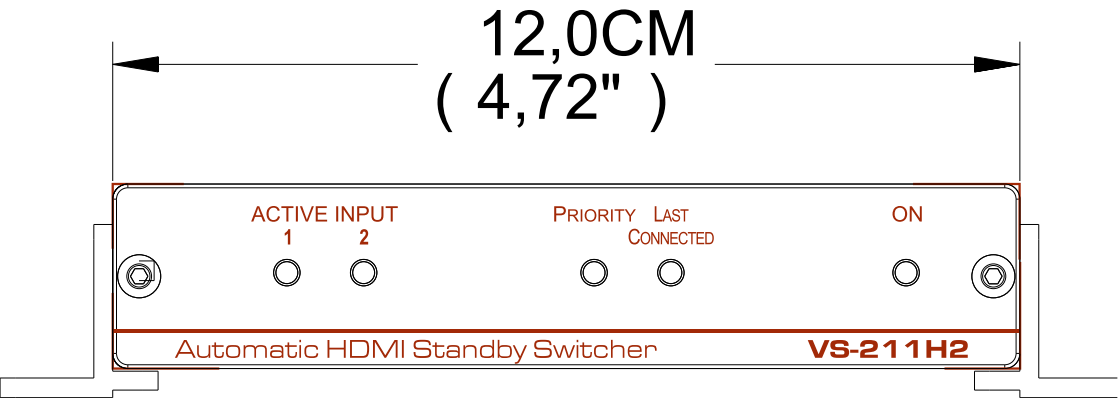 12,0CM
( 4,72" )
ACTIVE INPUT PRIORITY LAST ON
1 2 CONNECTED
Automatic HDMI Standby Switcher VS-211H2